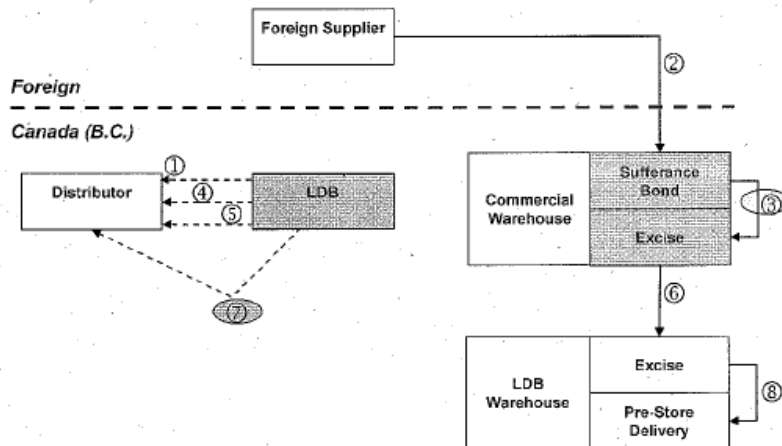 Foreign Supplier
②
Foreign
Canada (B.C.)
①
Distributor
④
LDB
⑤
⑦
Commercial
Warehouse
Sufferance
Bond
③
Excise
⑥
LDB
Warehouse
Excise
⑧
Pre-Store
Delivery